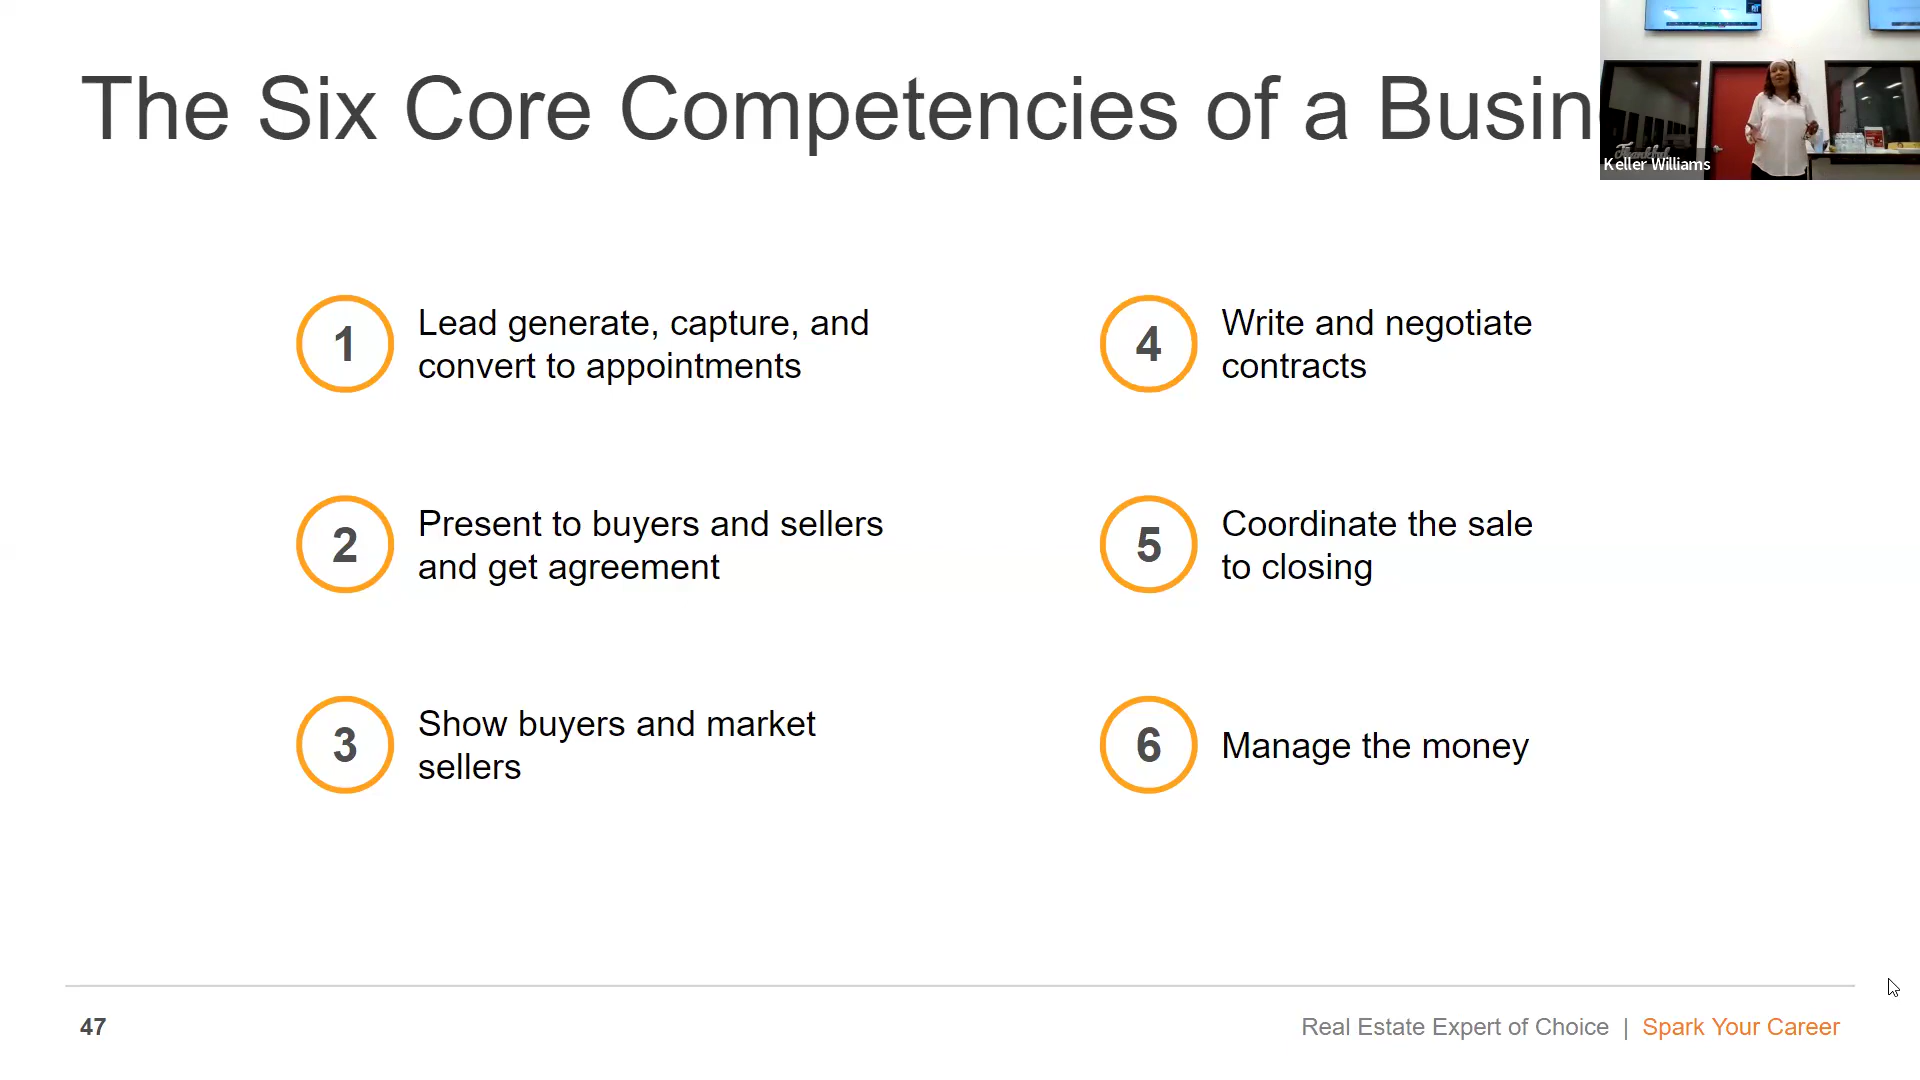 The Six Core Competencies of a Busin
Keller Williams
1
Lead generate, capture, and
convert to appointments
2
Present to buyers and sellers
and get agreement
3
Show buyers and market
sellers
4
Write and negotiate
contracts
5
Coordinate the sale
to closing
6
Manage the money
47
Real Estate Expert of Choice | Spark Your Career